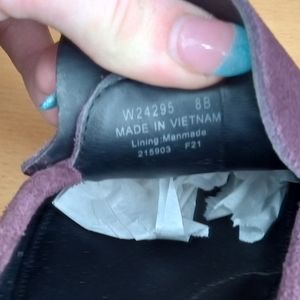 W24295 8B
MADE IN VIETNAM
Lining:Manmade
215903 F21